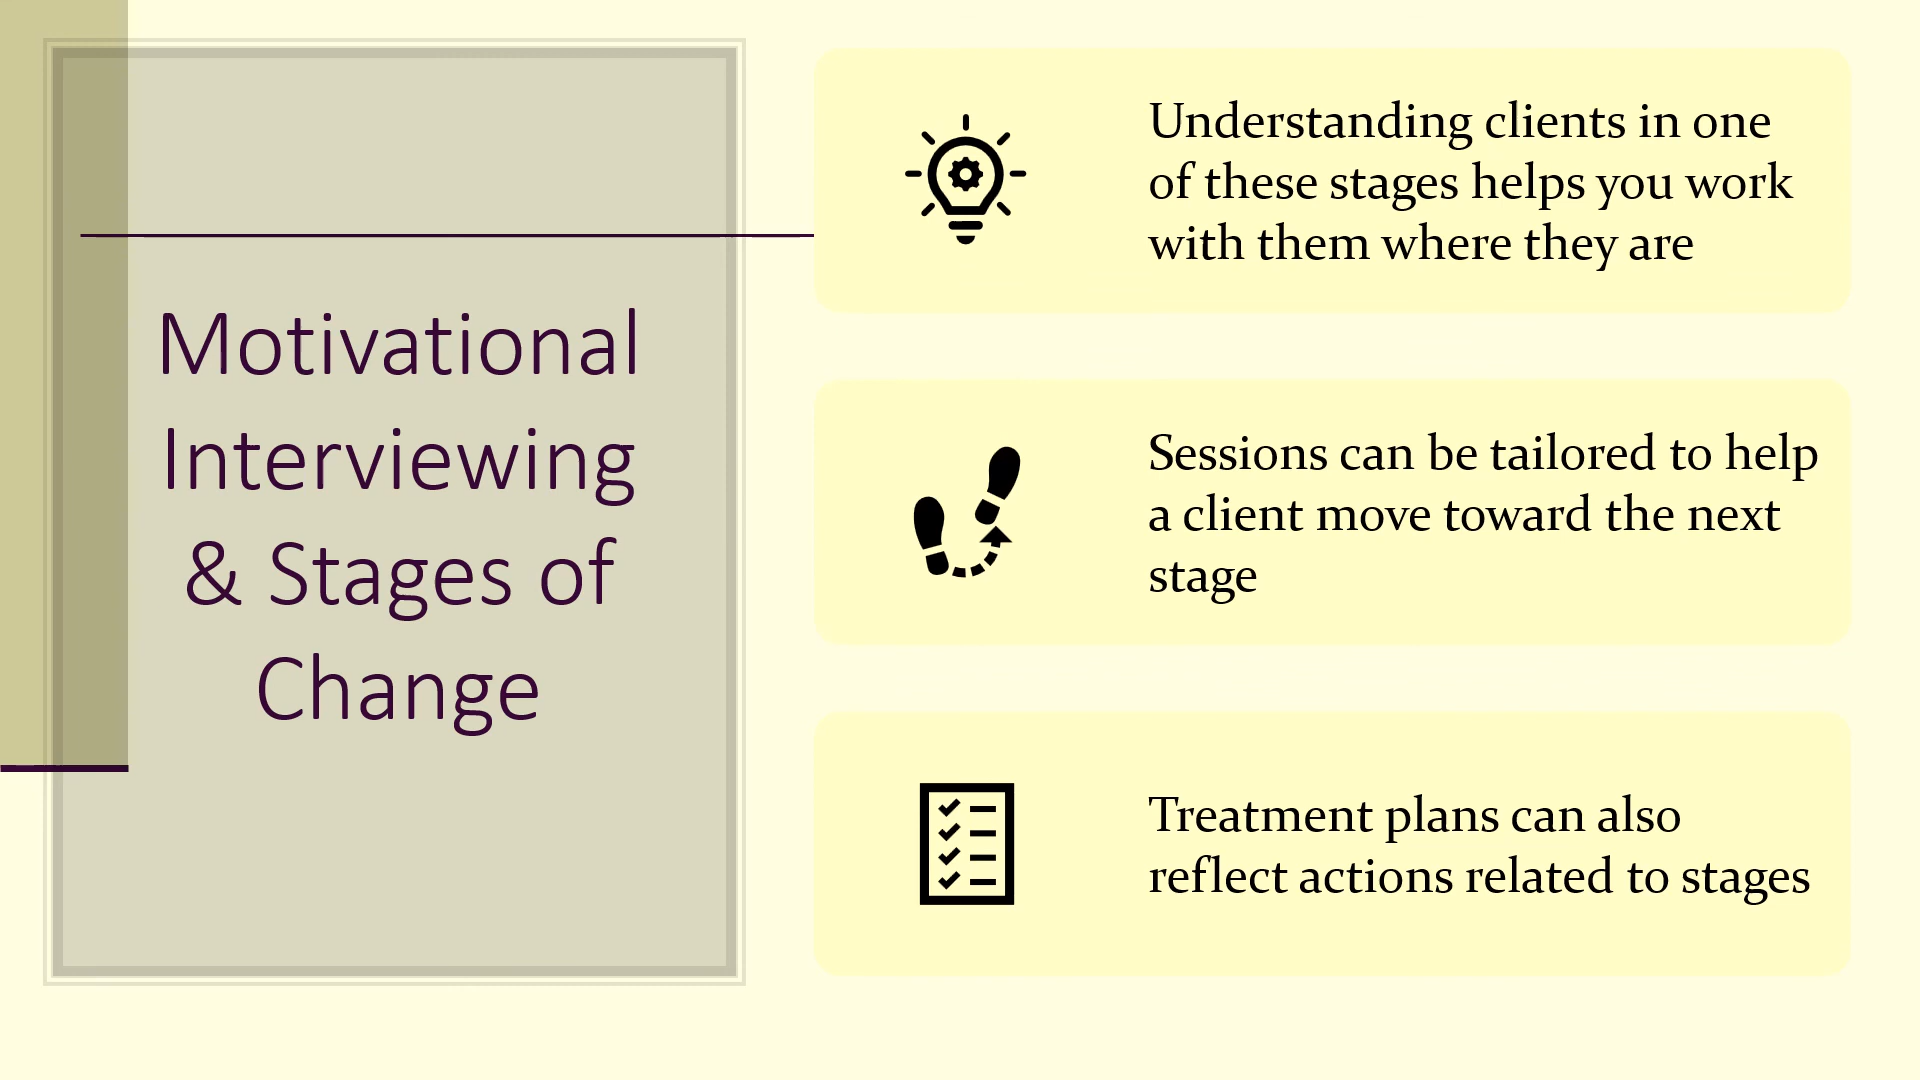 Motivational
Interviewing
& Stages of
Change
Understanding clients in one
of these stages helps you work
with them where they are
Sessions can be tailored to help
a client move toward the next
stage
Treatment plans can also
reflect actions related to stages